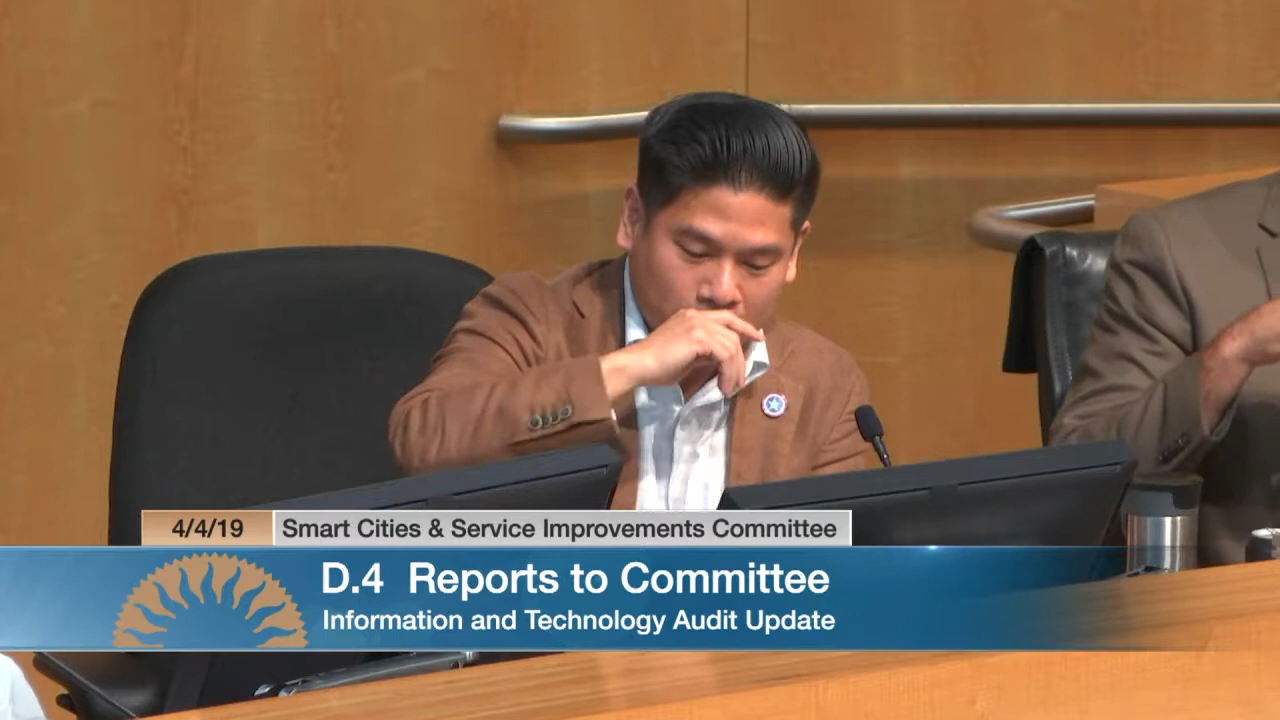 4/4/19 Smart Cities & Service Improvements Committee
D.4 Reports to Committee
Information and Technology Audit Update